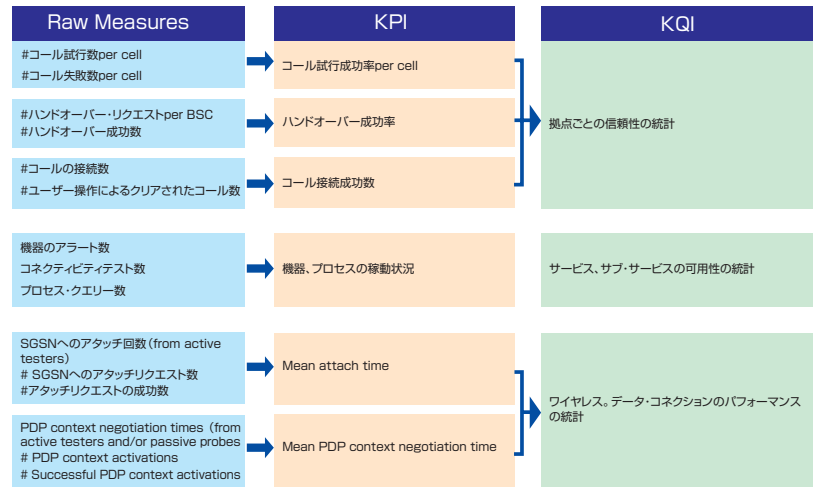 Raw Measures
KPI
KQI
#コール試行数per cell
#コール失敗数per cell
コール試行成功率per cell
#ハンドオーバー・リクエストper BSC
#ハンドオーバー成功数
ハンドオーバー成功率
拠点ごとの信頼性の統計
#コールの接続数
#ユーザー操作によるクリアされたコール数
コール接続成功数
機器のアラート数
コネクティビティテスト数
プロセス・クエリー数
機器、プロセスの稼動状況
サービス、サブ・サービスの可用性の統計
SGSNへのアタッチ回数（from active
testers）
# SGSNへのアタッチリクエスト数
#アタッチリクエストの成功数
Mean attach time
ワイヤレス。データ・コネクションのパフォーマンス
の統計
PDP context negotiation times （from
active testers and/or passive probes
# PDP context activations
# Successful PDP context activations
Mean PDP context negotiation time